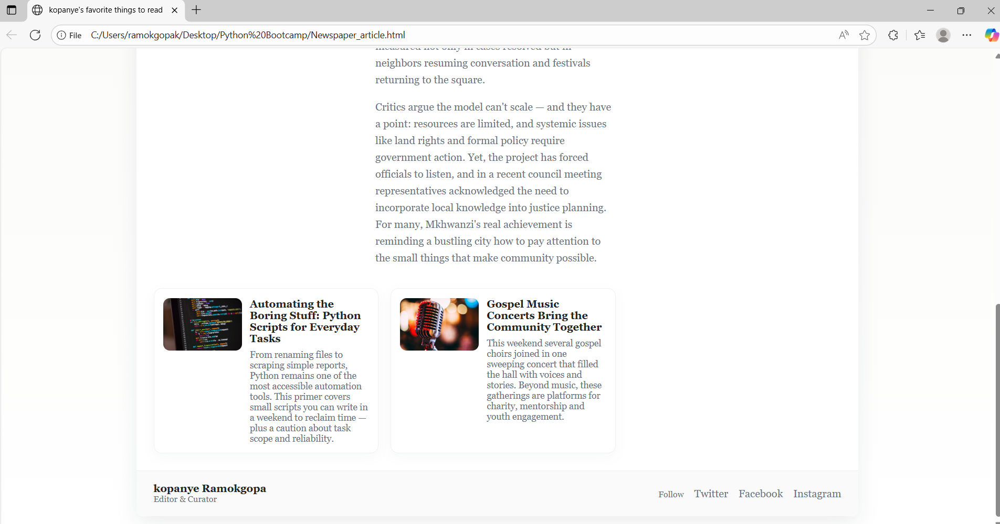 kopanye's favorite things to read
File C:/Users/ramokgopak/Desktop/Python%20Bootcamp/Newspaper_article.html
measured not only in cases resolved but in
neighbors resuming conversation and festivals
returning to the square.
Critics argue the model can't scale — and they have
a point: resources are limited, and systemic issues
like land rights and formal policy require
government action. Yet, the project has forced
officials to listen, and in a recent council meeting
representatives acknowledged the need to
incorporate local knowledge into justice planning.
For many, Mkhwanzi's real achievement is
reminding a bustling city how to pay attention to
the small things that make community possible.
Automating the
Boring Stuff: Python
Scripts for Everyday
Tasks
From renaming files to
scraping simple reports,
Python remains one of the
most accessible automation
tools. This primer covers
small scripts you can write in
a weekend to reclaim time —
plus a caution about task
scope and reliability.
Gospel Music
Concerts Bring the
Community Together
This weekend several gospel
choirs joined in one
sweeping concert that filled
the hall with voices and
stories. Beyond music, these
gatherings are platforms for
charity, mentorship and
youth engagement.
kopanye Ramokgopa
Editor & Curator
Follow Twitter Facebook Instagram